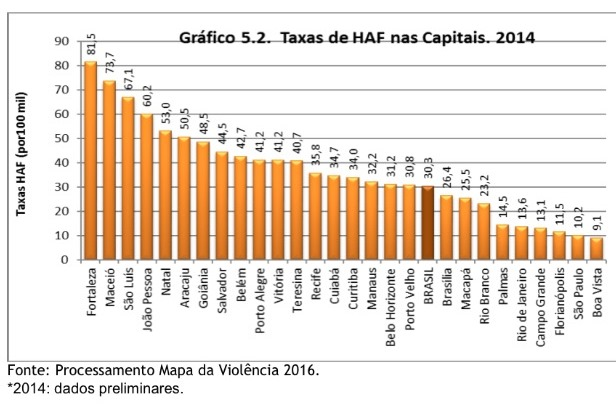 Gráfico 5.2. Taxas de HAF nas Capitais. 2014
Taxas HAF (por100 mil)
90
80
70
60
50
40
30
20
10
0
81,5
73,7
67,1
60,2
53,0
50,5
48,5
44,5
42,7
41,2
41,2
40,7
35,8
34,7
34,0
32,2
31,2
30,8
30,3
26,4
25,5
23,2
14,5
13,6
13,1
11,5
10,2
9,1
Fortaleza
Maceió
São Luís
João Pessoa
Natal
Aracaju
Goiânia
Salvador
Belém
Porto Alegre
Vitória
Teresina
Recife
Cuiabá
Curitiba
Manaus
Belo Horizonte
Porto Velho
BRASIL
Brasília
Macapá
Rio Branco
Palmas
Rio de Janeiro
Campo Grande
Florianópolis
São Paulo
Boa Vista
Fonte: Processamento Mapa da Violência 2016.
*2014: dados preliminares.